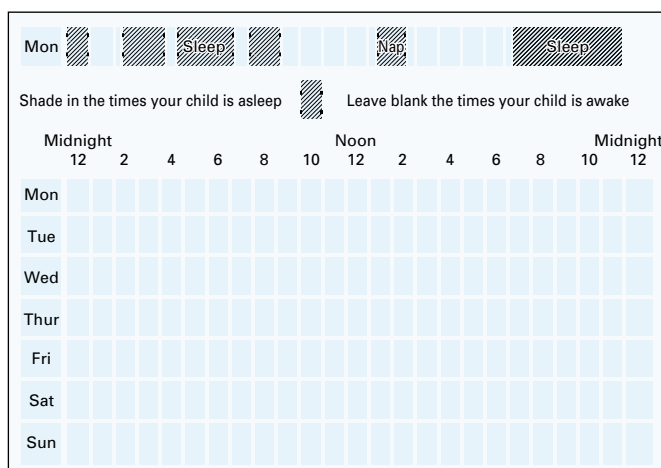 Mon Sleep Nap Sleep
Shade in the times your child is asleep Leave blank the times your child is awake
Midnight Noon Midnight
12 2 4 6 8 10 12 2 4 6 8 10 12
Mon
Tue
Wed
Thur
Fri
Sat
Sun